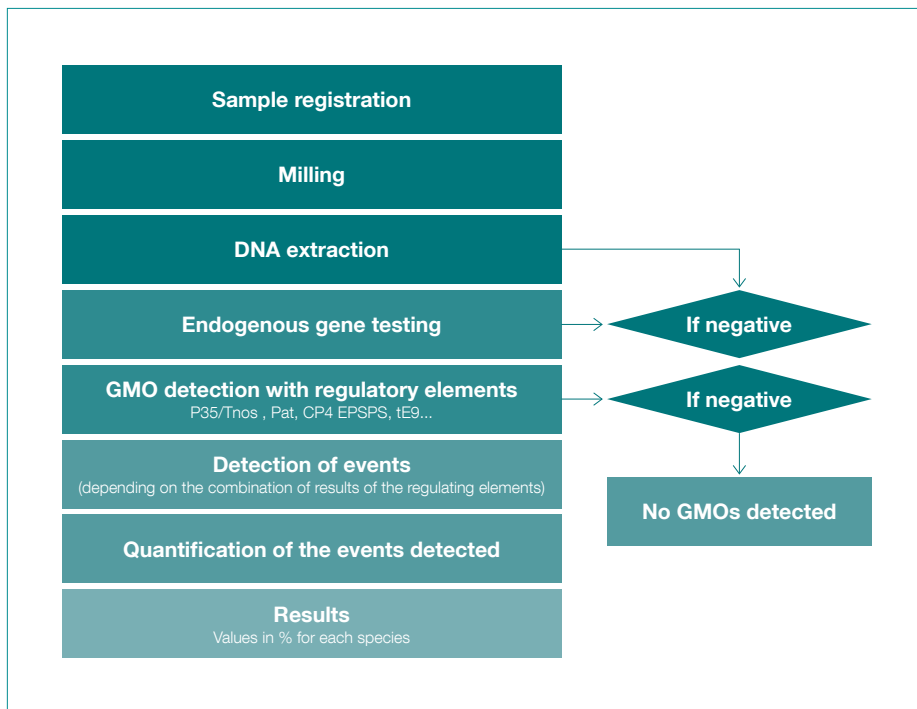 Sample registration
Milling
DNA extraction
Endogenous gene testing
If negative
GMO detection with regulatory elements
P35/Tnos , Pat, CP4 EPSPS, tE9...
If negative
Detection of events
(depending on the combination of results of the regulating elements)
No GMOs detected
Quantification of the events detected
Results
Values in % for each species